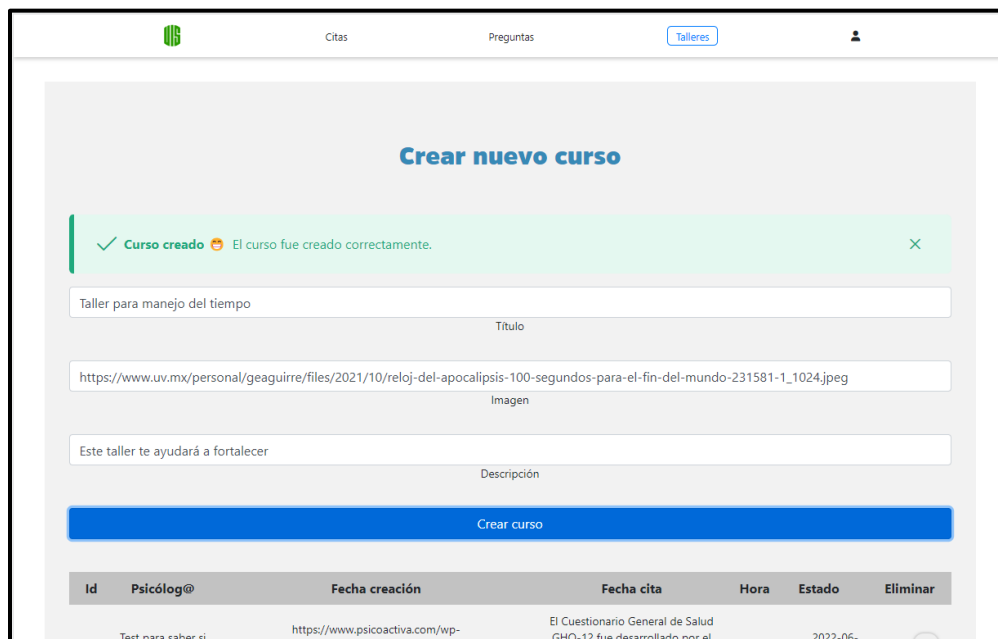 Citas Preguntas Talleres
Crear nuevo curso
Curso creado 😁 El curso fue creado correctamente.
Taller para manejo del tiempo
Título
https://www.uv.mx/personal/geaguirre/files/2021/10/reloj-del-apocalipsis-100-segundos-para-el-fin-del-mundo-231581-1_1024.jpeg
Imagen
Este taller te ayudará a fortalecer
Descripción
Crear curso
Id Psicólog@ Fecha creación Fecha cita Hora Estado Eliminar
El Cuestionario General de Salud
https://www.psicoactiva.com/wp-
Test para saber si GHQ-12 fue desarrollado por el 2022-06-